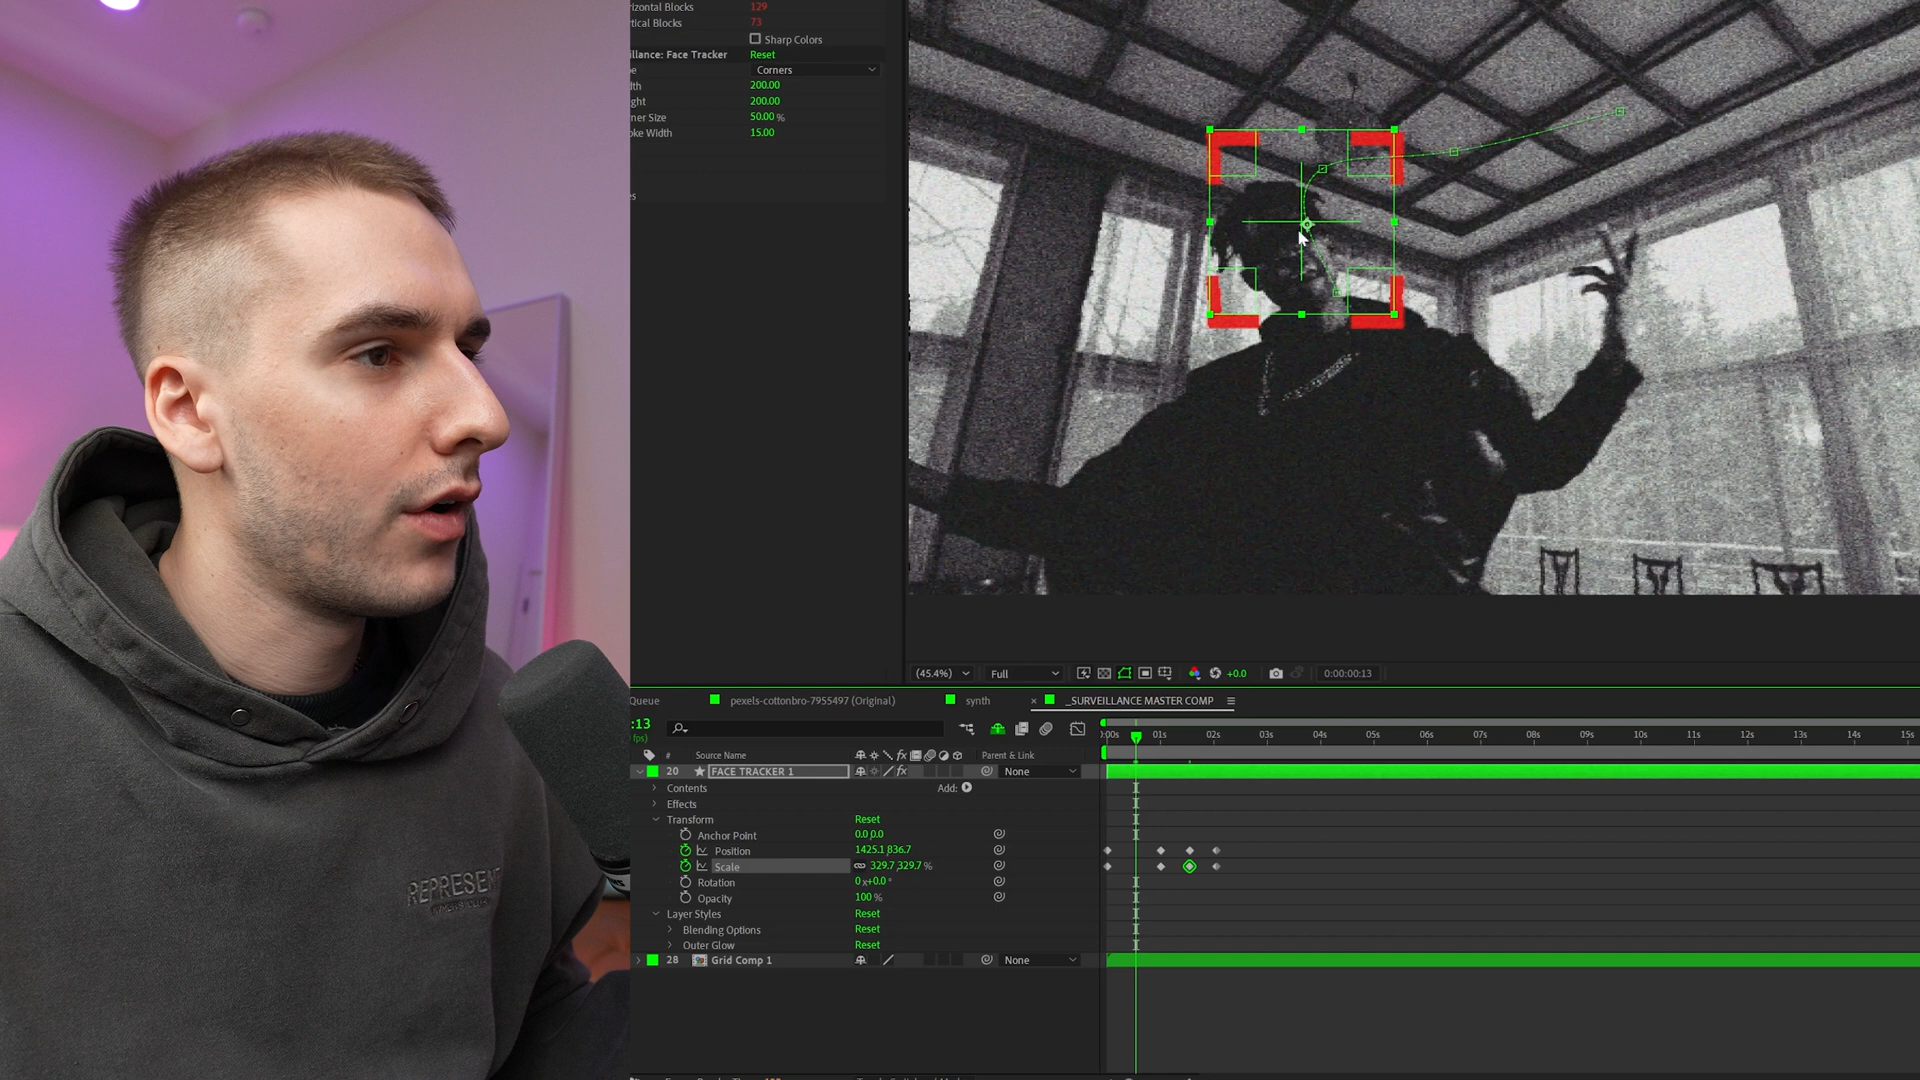 rizontal Blocks 129
tical Blocks 73
Sharp Colors
illance: Face Tracker Reset
e Corners
dth 200.00
ght 200.00
ner Size 50.00 %
oke Width 15.00
s
(45.4%) Full +0.0 0:00:00:13
Queue pexels-cottonbro-7955497 (Original) synth × _SURVEILLANCE MASTER COMP
:13
fps)
:00s 01s 02s 03s 04s 05s 06s 07s 08s 09s 10s 11s 12s 13s 14s 15s
# Source Name fx Parent & Link
20 FACE TRACKER 1 fx None
Contents Add:
Effects
Transform Reset
Anchor Point 0.0,0.0
Position 1425.1,836.7
Scale 329.7,329.7 %
Rotation 0 x+0.0 °
Opacity 100 %
Layer Styles Reset
Blending Options Reset
Outer Glow Reset
28 Grid Comp 1 None
REPRESENT